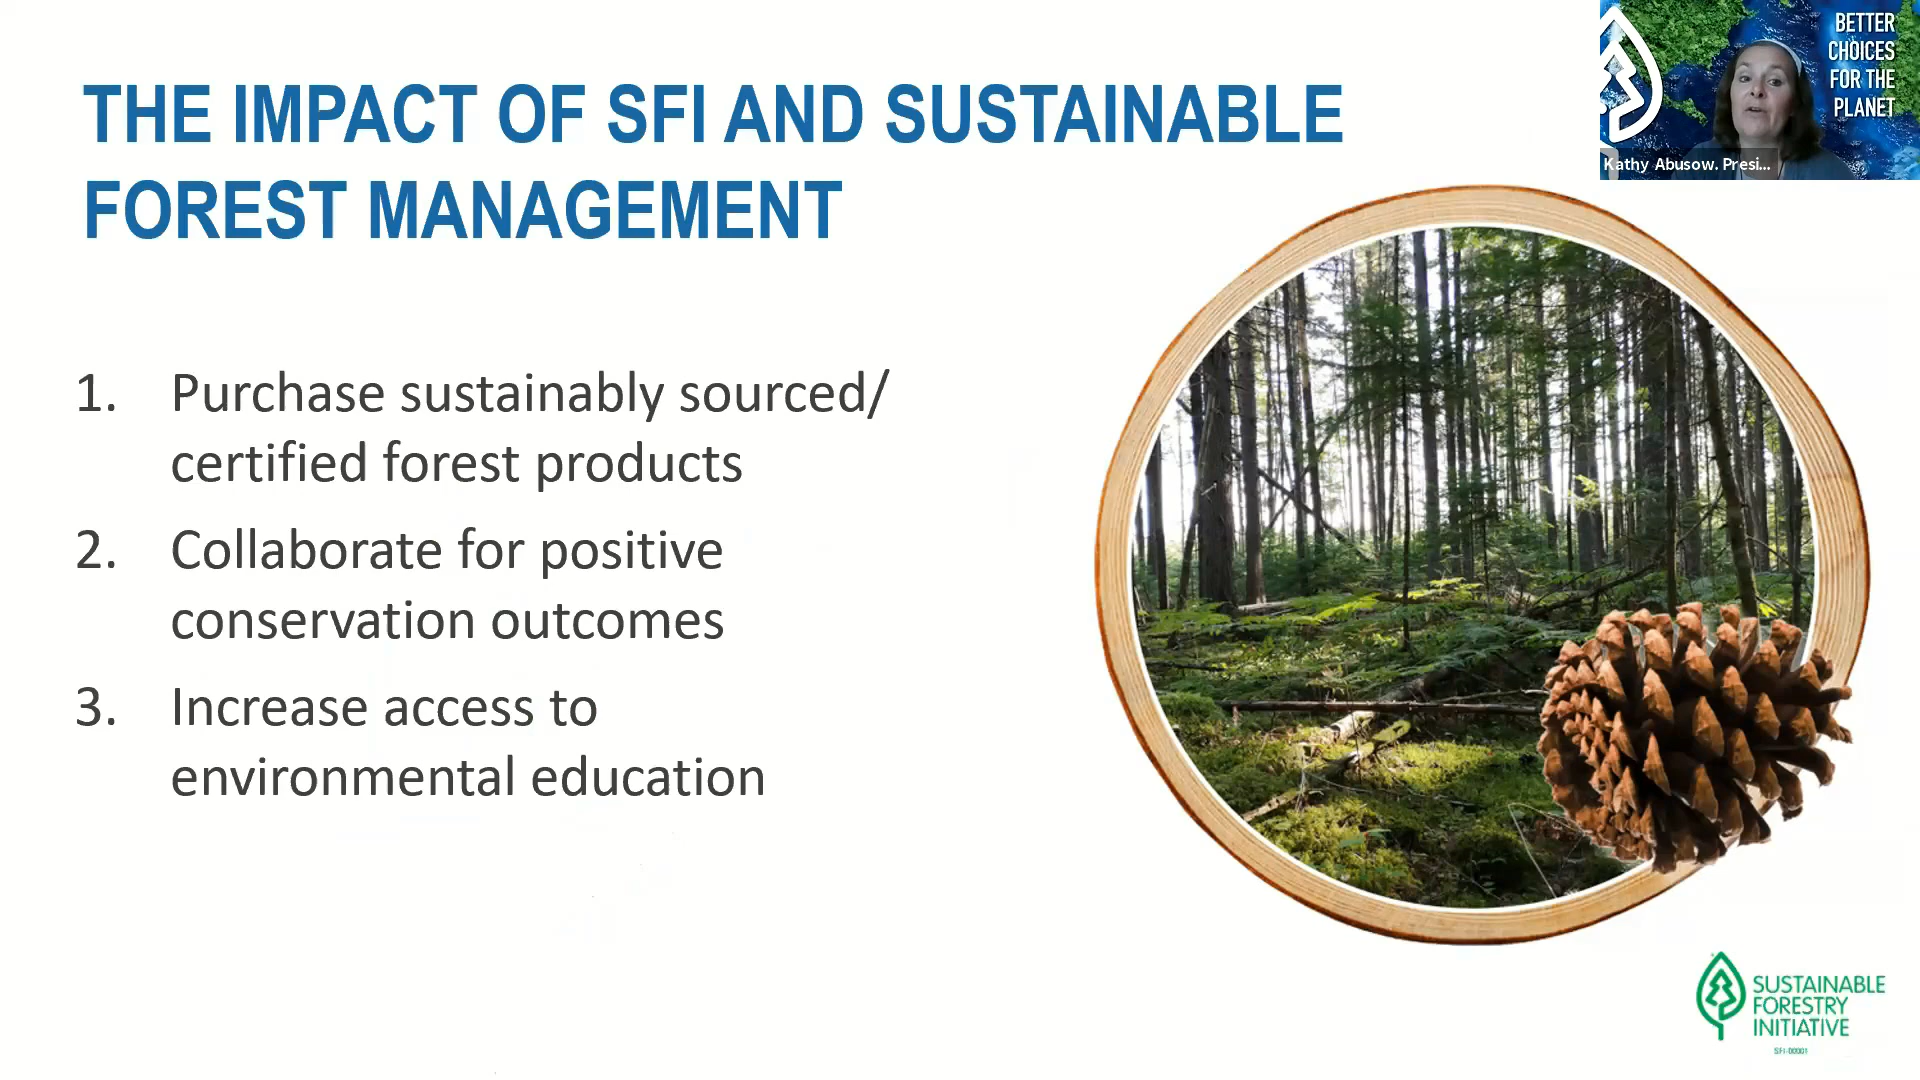 THE IMPACT OF SFI AND SUSTAINABLE
FOREST MANAGEMENT
BETTER
CHOICES
FOR THE
PLANET
Kathy Abusow. Presi...
1. Purchase sustainably sourced/
certified forest products
2. Collaborate for positive
conservation outcomes
3. Increase access to
environmental education
SUSTAINABLE
FORESTRY
INITIATIVE
SFI-00001